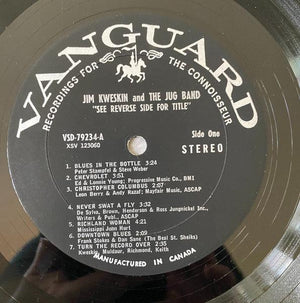 VANGUARD
RECORDINGS FOR THE CONNOISSEUR
JIM KWESKIN and THE JUG BAND
"SEE REVERSE SIDE FOR TITLE"
VSD-79234-A Side One
XSV 123060 STEREO
1. BLUES IN THE BOTTLE 3:24
Peter Stampfel & Steve Weber
2. CHEVROLET 3:51
Ed & Lonnie Young; Progressive Music Co., BMI
3. CHRISTOPHER COLUMBUS 2:07
Leon Berry & Andy Razaf; Mayfair Music, ASCAP
4. NEVER SWAT A FLY 3:32
De Sylva, Brown, Henderson & Ross Jungnickel Inc.,
Writers & Publ., ASCAP
5. RICHLAND WOMAN 4:21
Mississippi John Hurt
6. DOWNTOWN BLUES 2:09
Frank Stokes & Dan Sane (The Beal St. Sheiks)
7. TURN THE RECORD OVER 2:35
Kweskin, Muldaur, Richmond, Keith
MANUFACTURED IN CANADA